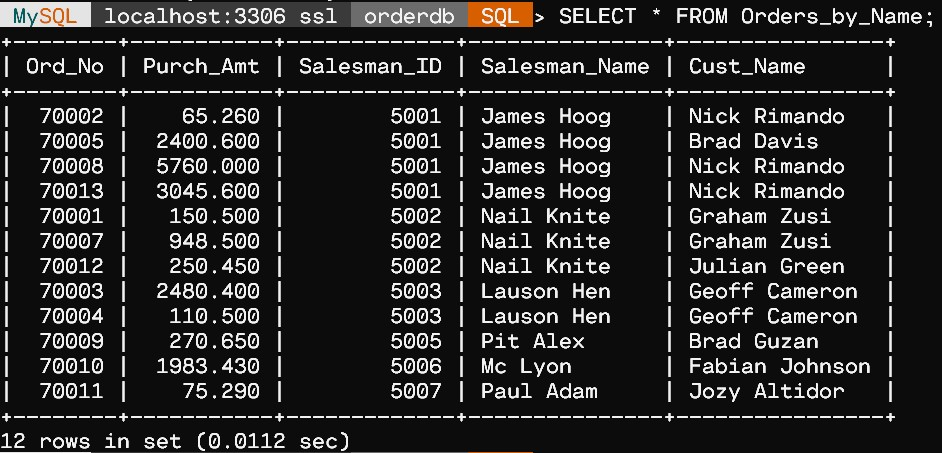 MySQL localhost:3306 ssl orderdb SQL > SELECT * FROM Orders_by_Name;
+--------+-----------+-------------+---------------+----------------+
| Ord_No | Purch_Amt | Salesman_ID | Salesman_Name | Cust_Name      |
+--------+-----------+-------------+---------------+----------------+
|  70002 |    65.260 |        5001 | James Hoog    | Nick Rimando   |
|  70005 |  2400.600 |        5001 | James Hoog    | Brad Davis     |
|  70008 |  5760.000 |        5001 | James Hoog    | Nick Rimando   |
|  70013 |  3045.600 |        5001 | James Hoog    | Nick Rimando   |
|  70001 |   150.500 |        5002 | Nail Knite    | Graham Zusi    |
|  70007 |   948.500 |        5002 | Nail Knite    | Graham Zusi    |
|  70012 |   250.450 |        5002 | Nail Knite    | Julian Green   |
|  70003 |  2480.400 |        5003 | Lauson Hen    | Geoff Cameron  |
|  70004 |   110.500 |        5003 | Lauson Hen    | Geoff Cameron  |
|  70009 |   270.650 |        5005 | Pit Alex      | Brad Guzan     |
|  70010 |  1983.430 |        5006 | Mc Lyon       | Fabian Johnson |
|  70011 |    75.290 |        5007 | Paul Adam     | Jozy Altidor   |
+--------+-----------+-------------+---------------+----------------+
12 rows in set (0.0112 sec)